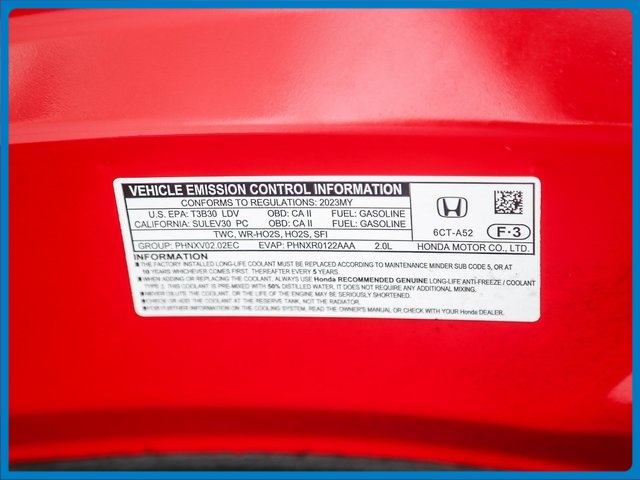 VEHICLE EMISSION CONTROL INFORMATION
CONFORMS TO REGULATIONS: 2023MY
U.S. EPA: T3B30 LDV OBD: CA II FUEL: GASOLINE
CALIFORNIA: SULEV30 PC OBD: CA II FUEL: GASOLINE
TWC, WR-HO2S, HO2S, SFI
GROUP: PHNXV02.02EC EVAP: PHNXR0122AAA 2.0L
6CT-A52 F-3
HONDA MOTOR CO., LTD.
INFORMATION
THE FACTORY INSTALLED LONG-LIFE COOLANT MUST BE REPLACED ACCORDING TO MAINTENANCE MINDER SUB CODE 5, OR AT
10 YEARS WHICHEVER COMES FIRST. THEREAFTER EVERY 5 YEARS.
WHEN ADDING OR REPLACING THE COOLANT, ALWAYS USE Honda RECOMMENDED GENUINE LONG-LIFE ANTI-FREEZE / COOLANT
TYPE 2. THIS COOLANT IS PRE-MIXED WITH 50% DISTILLED WATER. IT DOES NOT REQUIRE ANY ADDITIONAL MIXING.
NEVER DILUTE THE COOLANT, OR THE LIFE OF THE ENGINE MAY BE SERIOUSLY SHORTENED.
CHECK OR ADD THE COOLANT AT THE RESERVE TANK, NOT THE RADIATOR.
FOR FURTHER INFORMATION ON THE COOLING SYSTEM, READ THE OWNER'S MANUAL OR CHECK WITH YOUR Honda DEALER.